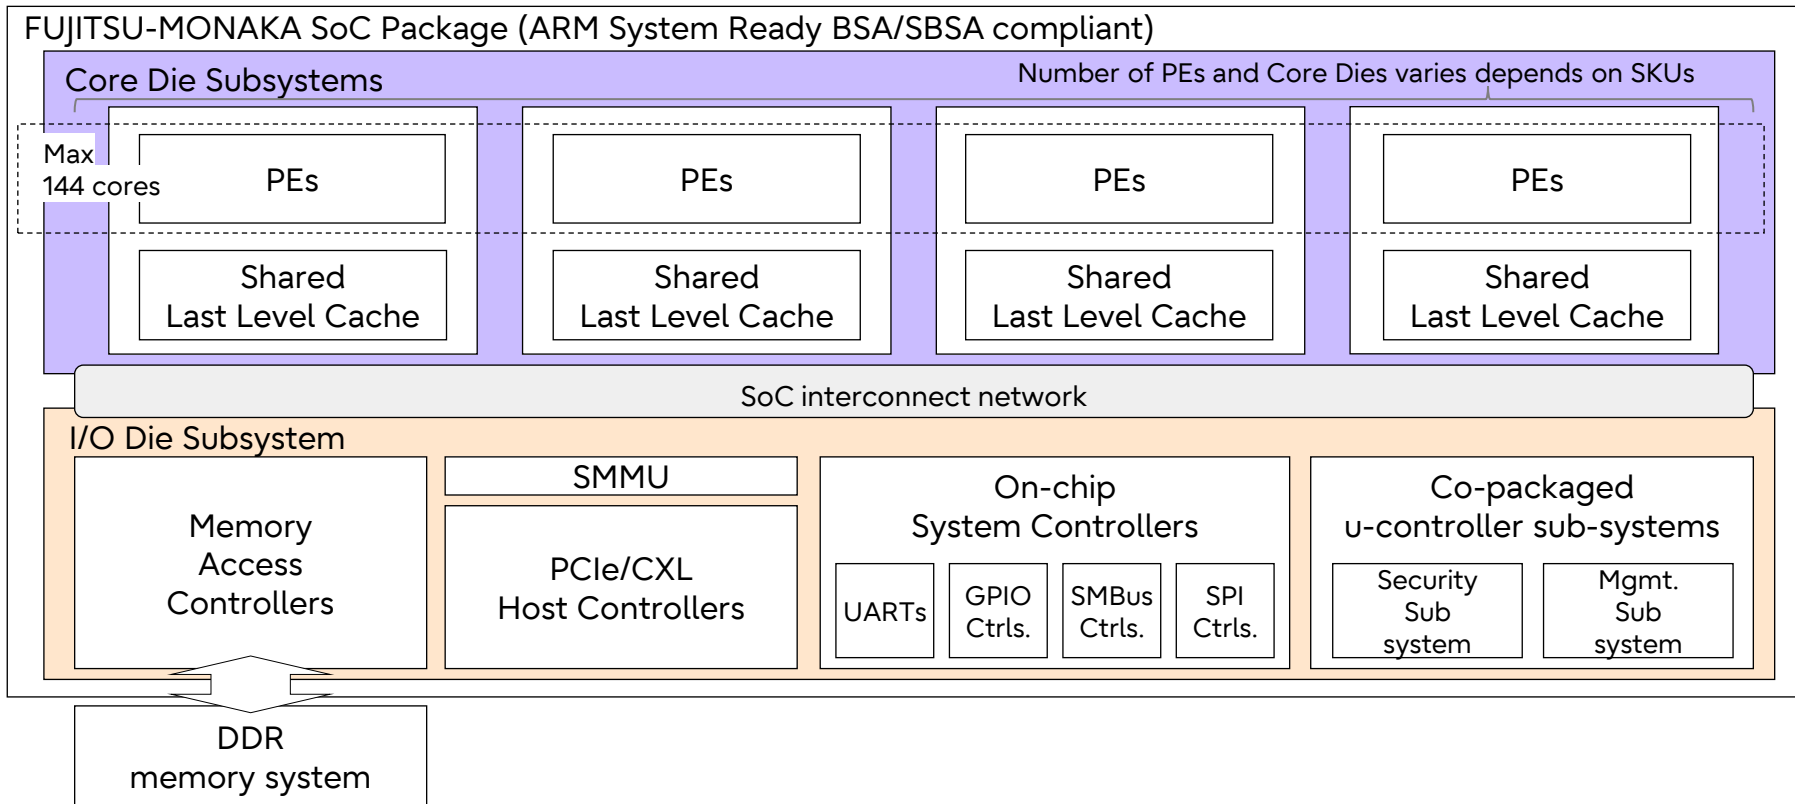 FUJITSU-MONAKA SoC Package (ARM System Ready BSA/SBSA compliant)
Core Die Subsystems
Number of PEs and Core Dies varies depends on SKUs
Max
144 cores
PEs
PEs
PEs
PEs
Shared
Last Level Cache
Shared
Last Level Cache
Shared
Last Level Cache
Shared
Last Level Cache
SoC interconnect network
I/O Die Subsystem
Memory
Access
Controllers
SMMU
PCIe/CXL
Host Controllers
On-chip
System Controllers
UARTs
GPIO
Ctrls.
SMBus
Ctrls.
SPI
Ctrls.
Co-packaged
u-controller sub-systems
Security
Sub
system
Mgmt.
Sub
system
DDR
memory system